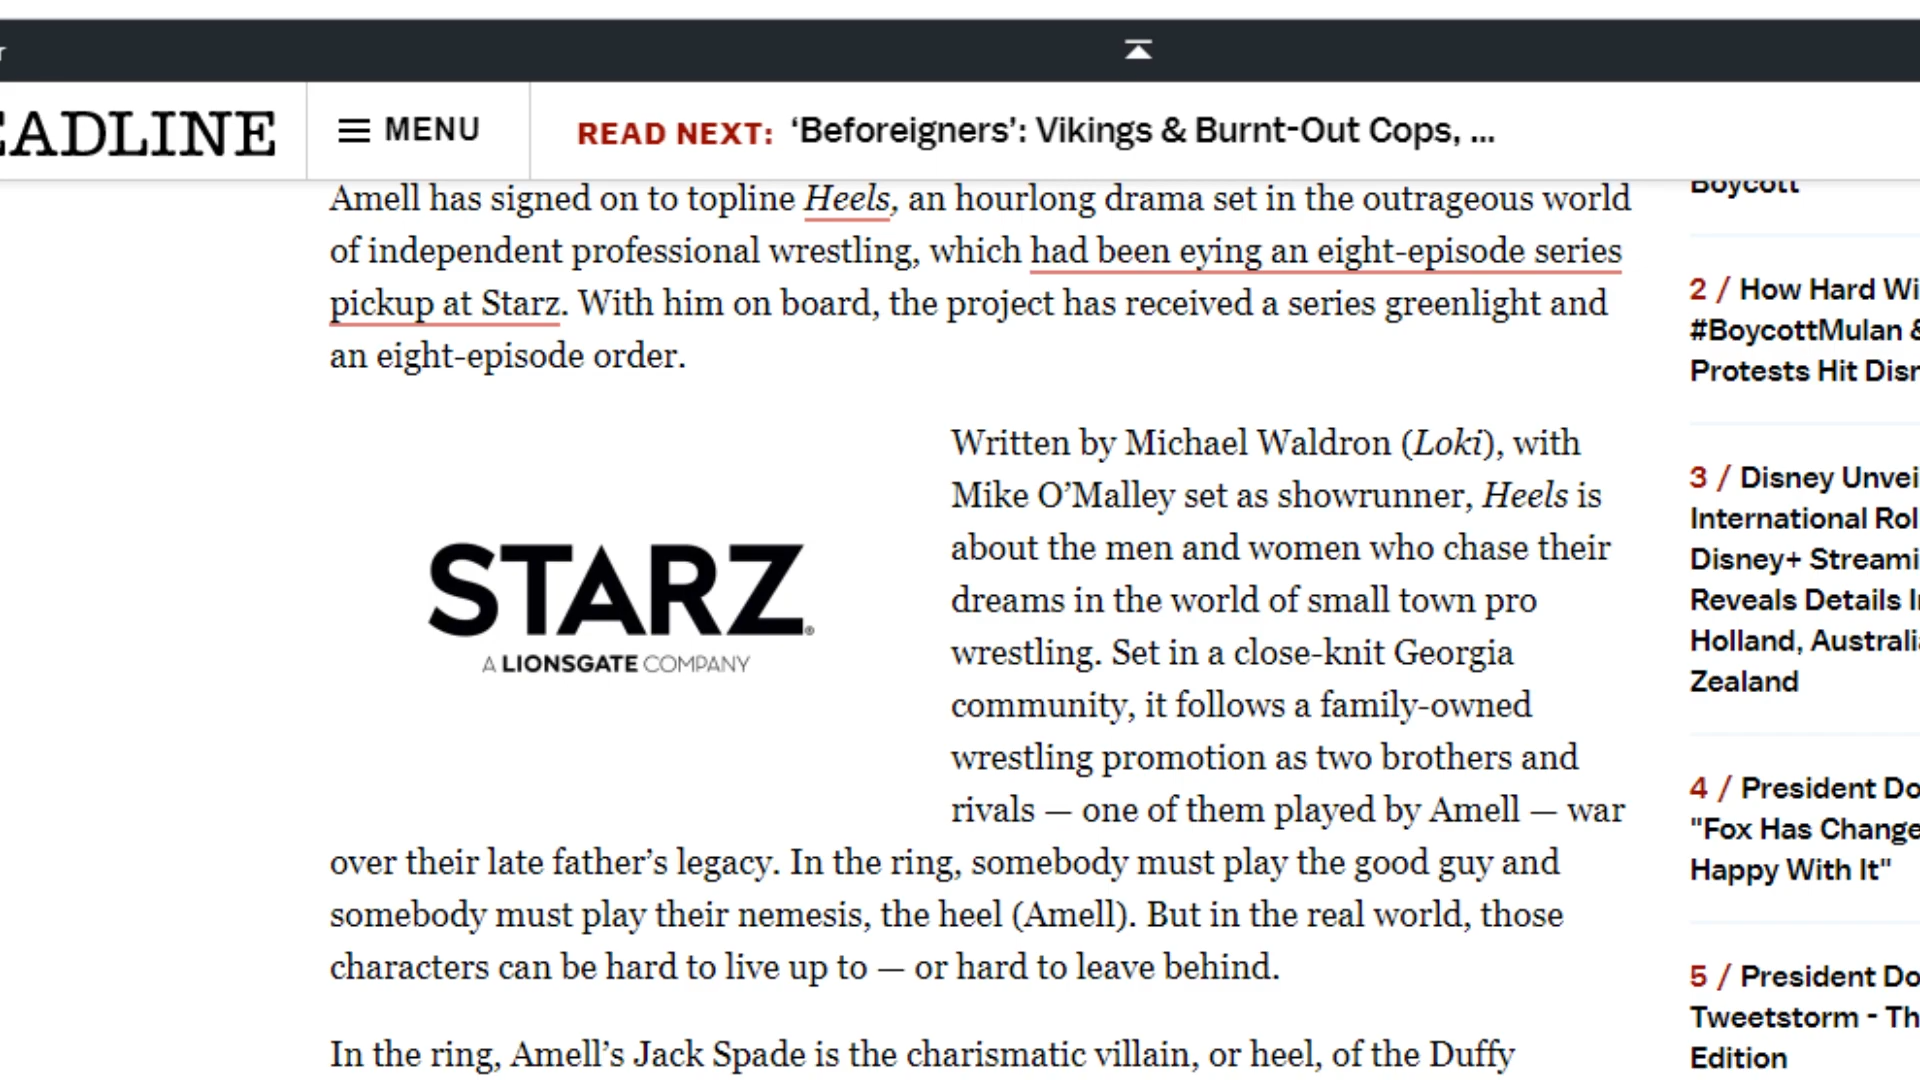 r
EADLINE
MENU
READ NEXT: ‘Beforeigners’: Vikings & Burnt-Out Cops, ...
Amell has signed on to topline Heels, an hourlong drama set in the outrageous world
of independent professional wrestling, which had been eying an eight-episode series
pickup at Starz. With him on board, the project has received a series greenlight and
an eight-episode order.
STARZ®
A LIONSGATE COMPANY
Written by Michael Waldron (Loki), with
Mike O’Malley set as showrunner, Heels is
about the men and women who chase their
dreams in the world of small town pro
wrestling. Set in a close-knit Georgia
community, it follows a family-owned
wrestling promotion as two brothers and
rivals — one of them played by Amell — war
over their late father’s legacy. In the ring, somebody must play the good guy and
somebody must play their nemesis, the heel (Amell). But in the real world, those
characters can be hard to live up to — or hard to leave behind.
In the ring, Amell’s Jack Spade is the charismatic villain, or heel, of the Duffy
Boycott
2 / How Hard Wi
#BoycottMulan &
Protests Hit Disn
3 / Disney Unvei
International Rol
Disney+ Streami
Reveals Details I
Holland, Australia
Zealand
4 / President Do
"Fox Has Change
Happy With It"
5 / President Do
Tweetstorm - Th
Edition